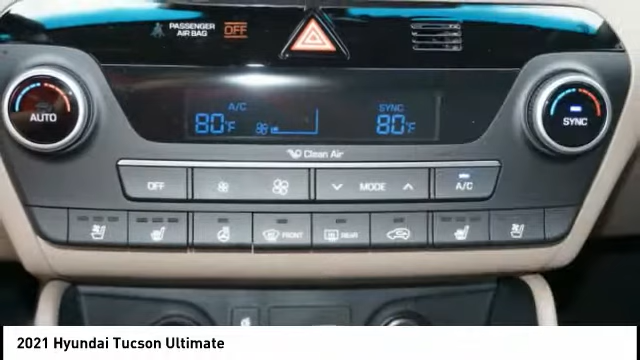 PASSENGER
AIR BAG
OFF
A/C
SYNC
80°F
80°F
AUTO
SYNC
Clean Air
OFF
MODE
A/C
FRONT
REAR
2021 Hyundai Tucson Ultimate